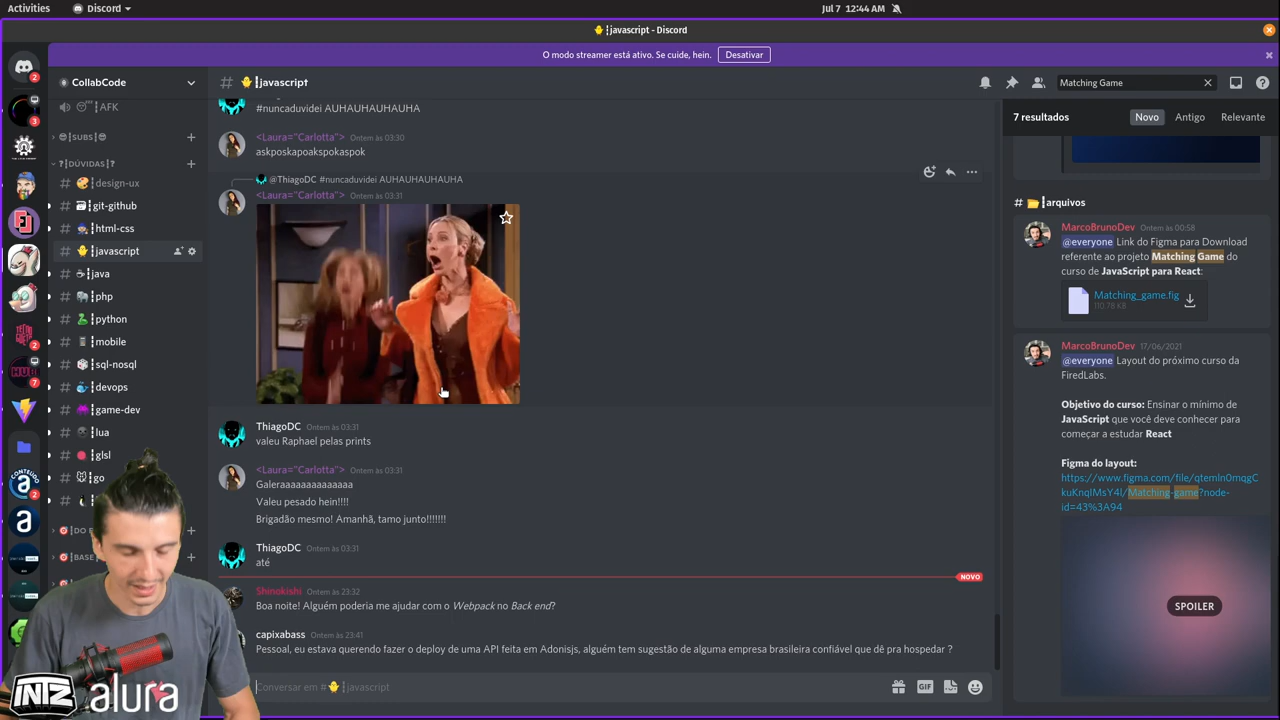 Activities
Discord
Jul 7 12:44 AM
javascript - Discord
O modo streamer está ativo. Se cuide, hein.
Desativar
CollabCode
AFK
SUBS
?|DÚVIDAS|?
design-ux
git-github
html-css
javascript
java
php
python
mobile
sql-nosql
devops
game-dev
lua
glsl
go
DO
BASE
# javascript
#nuncaduvidei AUHAUHAUHAUHA
<Laura="Carlotta"> Ontem às 03:30
askposkapoakspokaspok
@ThiagoDC #nuncaduvidei AUHAUHAUHAUHA
<Laura="Carlotta"> Ontem às 03:31
ThiagoDC Ontem às 03:31
valeu Raphael pelas prints
<Laura="Carlotta"> Ontem às 03:31
Galeraaaaaaaaaaaaaa
Valeu pesado hein!!!!
Brigadão mesmo! Amanhã, tamo junto!!!!!!!
ThiagoDC Ontem às 03:31
até
NOVO
Shinokishi Ontem às 23:32
Boa noite! Alguém poderia me ajudar com o Webpack no Back end?
capixabass Ontem às 23:41
Pessoal, eu estava querendo fazer o deploy de uma API feita em Adonisjs, alguém tem sugestão de alguma empresa brasileira confiável que dê pra hospedar ?
Conversar em # javascript
GIF
Matching Game
7 resultados
Novo
Antigo
Relevante
# arquivos
MarcoBrunoDev Ontem às 00:58
@everyone Link do Figma para Download
referente ao projeto Matching Game do
curso de JavaScript para React:
Matching_game.fig
110.78 KB
MarcoBrunoDev 17/06/2021
@everyone Layout do próximo curso da
FiredLabs.
Objetivo do curso: Ensinar o mínimo de
JavaScript que você deve conhecer para
começar a estudar React
Figma do layout:
https://www.figma.com/file/qtemln0mqgC
kuKnqIMsY4l/Matching-game?node-
id=43%3A94
SPOILER
INTZ
alura